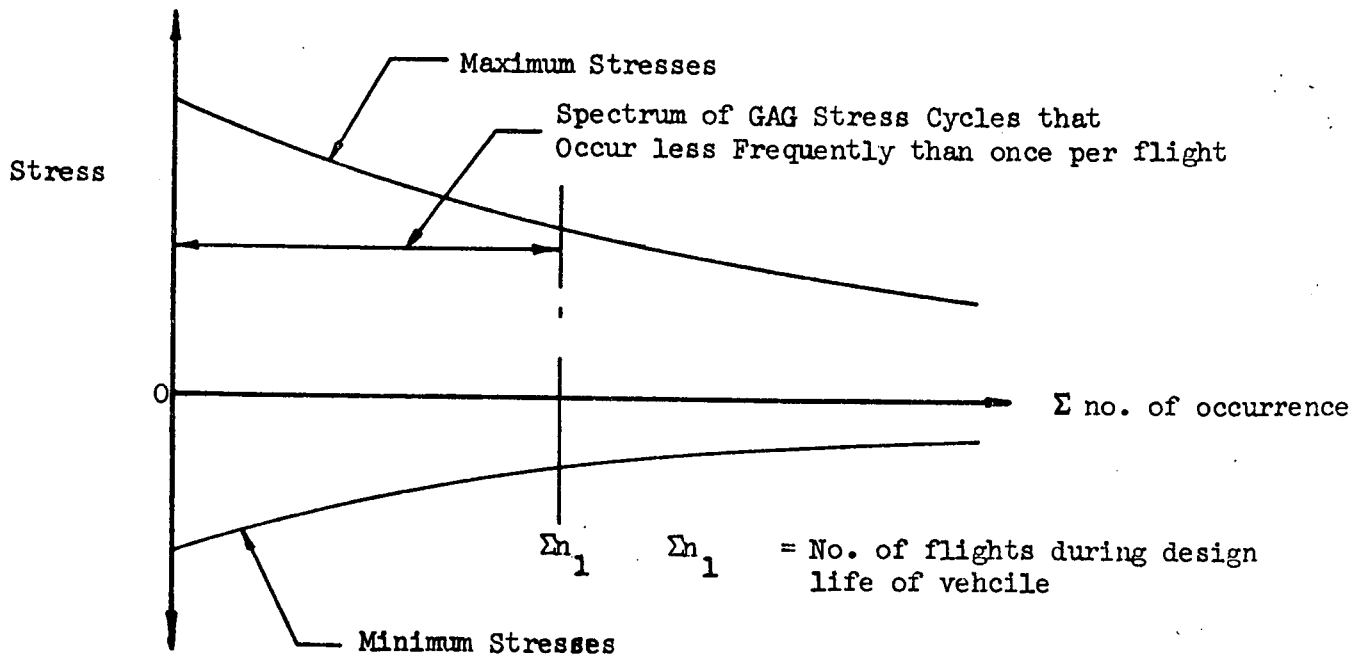 Maximum Stresses
Spectrum of GAG Stress Cycles that
Occur less Frequently than once per flight
Stress
0
Σ no. of occurrence
Σn1 Σn1 = No. of flights during design
life of vehcile
Minimum Stresses